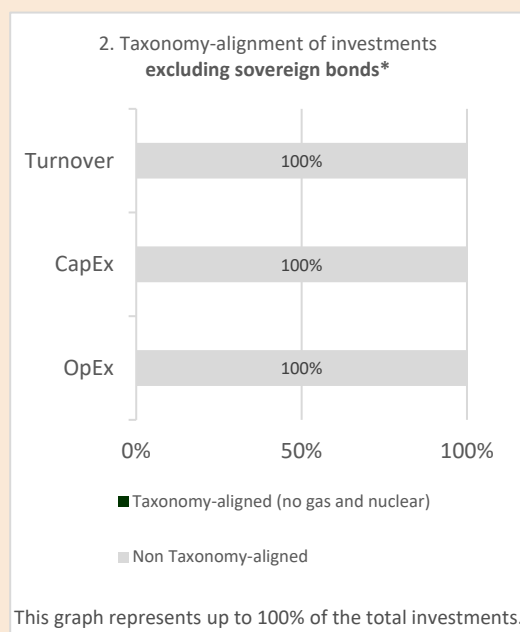 2. Taxonomy-alignment of investments
excluding sovereign bonds*
Turnover
100%
CapEx
100%
OpEx
100%
0%
50%
100%
Taxonomy-aligned (no gas and nuclear)
Non Taxonomy-aligned
This graph represents up to 100% of the total investments.